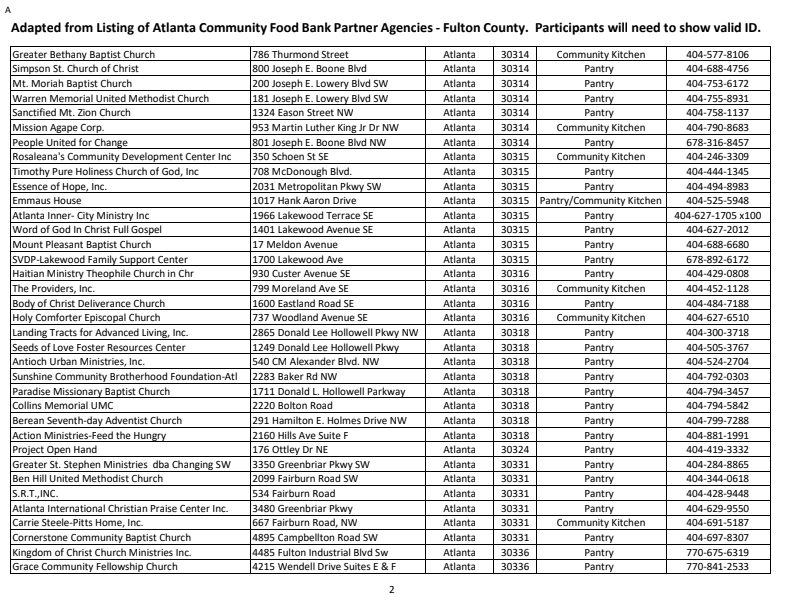 A
Adapted from Listing of Atlanta Community Food Bank Partner Agencies - Fulton County. Participants will need to show valid ID.
Greater Bethany Baptist Church 786 Thurmond Street Atlanta 30314 Community Kitchen 404-577-8106
Simpson St. Church of Christ 800 Joseph E. Boone Blvd Atlanta 30314 Pantry 404-688-4756
Mt. Moriah Baptist Church 200 Joseph E. Lowery Blvd SW Atlanta 30314 Pantry 404-753-6172
Warren Memorial United Methodist Church 181 Joseph E. Lowery Blvd SW Atlanta 30314 Pantry 404-755-8931
Sanctified Mt. Zion Church 1324 Eason Street NW Atlanta 30314 Pantry 404-758-1137
Mission Agape Corp. 953 Martin Luther King Jr Dr NW Atlanta 30314 Community Kitchen 404-790-8683
People United for Change 801 Joseph E. Boone Blvd NW Atlanta 30314 Pantry 678-316-8457
Rosaleana's Community Development Center Inc 350 Schoen St SE Atlanta 30315 Community Kitchen 404-246-3309
Timothy Pure Holiness Church of God, Inc 708 McDonough Blvd. Atlanta 30315 Pantry 404-444-1345
Essence of Hope, Inc. 2031 Metropolitan Pkwy SW Atlanta 30315 Pantry 404-494-8983
Emmaus House 1017 Hank Aaron Drive Atlanta 30315 Pantry/Community Kitchen 404-525-5948
Atlanta Inner- City Ministry Inc 1966 Lakewood Terrace SE Atlanta 30315 Pantry 404-627-1705 x100
Word of God In Christ Full Gospel 1401 Lakewood Avenue SE Atlanta 30315 Pantry 404-627-2012
Mount Pleasant Baptist Church 17 Meldon Avenue Atlanta 30315 Pantry 404-688-6680
SVDP-Lakewood Family Support Center 1700 Lakewood Ave Atlanta 30315 Pantry 678-892-6172
Haitian Ministry Theophile Church in Chr 930 Custer Avenue SE Atlanta 30316 Pantry 404-429-0808
The Providers, Inc. 799 Moreland Ave SE Atlanta 30316 Community Kitchen 404-452-1128
Body of Christ Deliverance Church 1600 Eastland Road SE Atlanta 30316 Pantry 404-484-7188
Holy Comforter Episcopal Church 737 Woodland Avenue SE Atlanta 30316 Community Kitchen 404-627-6510
Landing Tracts for Advanced Living, Inc. 2865 Donald Lee Hollowell Pkwy NW Atlanta 30318 Pantry 404-300-3718
Seeds of Love Foster Resources Center 1249 Donald Lee Hollowell Pkwy Atlanta 30318 Pantry 404-505-3767
Antioch Urban Ministries, Inc. 540 CM Alexander Blvd. NW Atlanta 30318 Pantry 404-524-2704
Sunshine Community Brotherhood Foundation-Atl 2283 Baker Rd NW Atlanta 30318 Pantry 404-792-0303
Paradise Missionary Baptist Church 1711 Donald L. Hollowell Parkway Atlanta 30318 Pantry 404-794-3457
Collins Memorial UMC 2220 Bolton Road Atlanta 30318 Pantry 404-794-5842
Berean Seventh-day Adventist Church 291 Hamilton E. Holmes Drive NW Atlanta 30318 Pantry 404-799-7288
Action Ministries-Feed the Hungry 2160 Hills Ave Suite F Atlanta 30318 Pantry 404-881-1991
Project Open Hand 176 Ottley Dr NE Atlanta 30324 Pantry 404-419-3332
Greater St. Stephen Ministries dba Changing SW 3350 Greenbriar Pkwy SW Atlanta 30331 Pantry 404-284-8865
Ben Hill United Methodist Church 2099 Fairburn Road SW Atlanta 30331 Pantry 404-344-0618
S.R.T.,INC. 534 Fairburn Road Atlanta 30331 Pantry 404-428-9448
Atlanta International Christian Praise Center Inc. 3480 Greenbriar Pkwy Atlanta 30331 Pantry 404-629-9550
Carrie Steele-Pitts Home, Inc. 667 Fairburn Road, NW Atlanta 30331 Community Kitchen 404-691-5187
Cornerstone Community Baptist Church 4895 Campbellton Road SW Atlanta 30331 Pantry 404-697-8307
Kingdom of Christ Church Ministries Inc. 4485 Fulton Industrial Blvd Sw Atlanta 30336 Pantry 770-675-6319
Grace Community Fellowship Church 4215 Wendell Drive Suites E & F Atlanta 30336 Pantry 770-841-2533
2